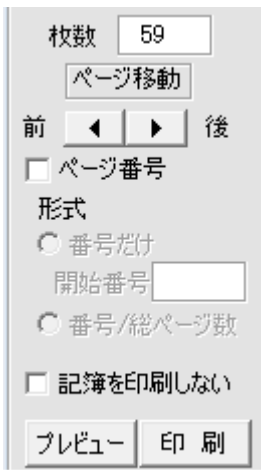 枚数 59
ページ移動
前 ◀ ▶ 後
ページ番号
形式
番号だけ
開始番号
番号/総ページ数
記簿を印刷しない
プレビュー 印 刷